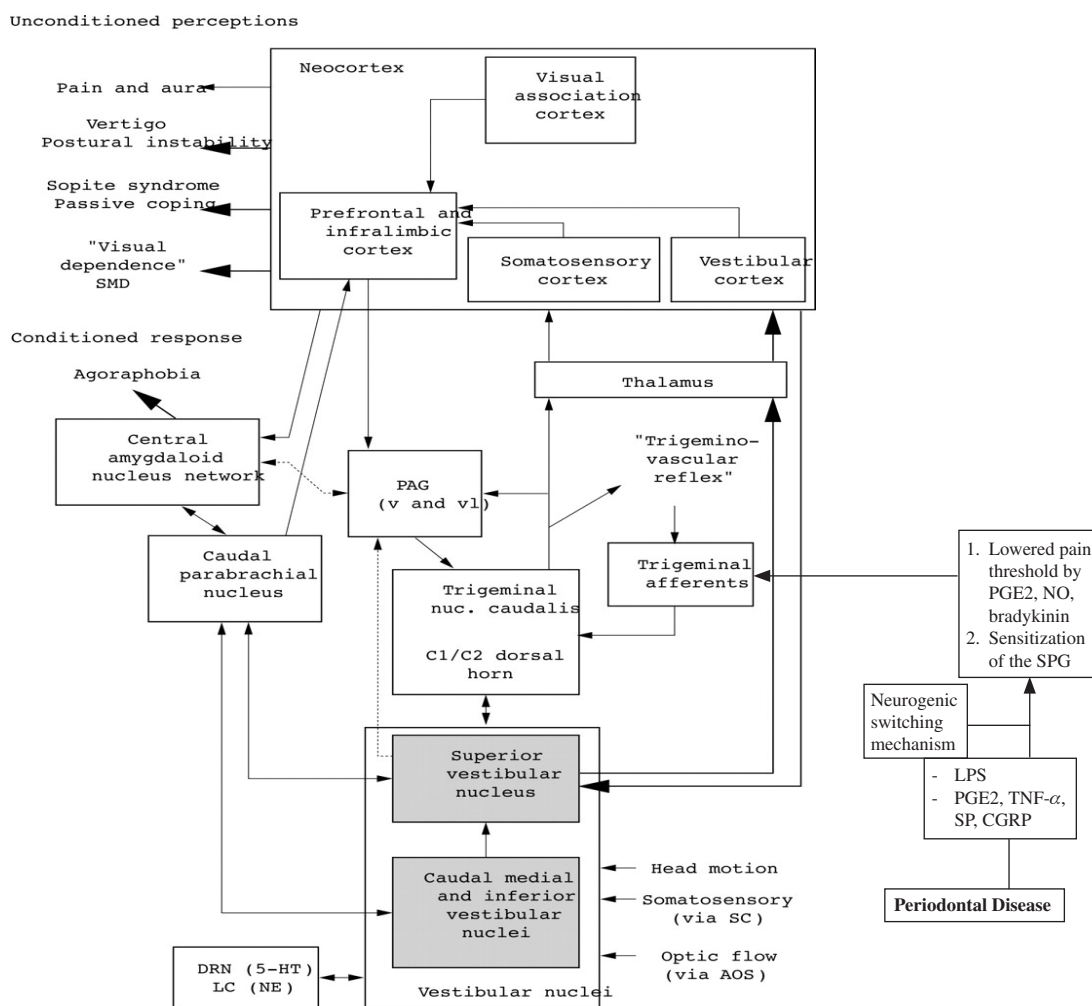 Unconditioned perceptions
Neocortex
Visual
association
cortex
Pain and aura
Vertigo
Postural instability
Sopite syndrome
Passive coping
Prefrontal and
infralimbic
cortex
"Visual
dependence"
SMD
Somatosensory
cortex
Vestibular
cortex
Conditioned response
Agoraphobia
Thalamus
Central
amygdaloid
nucleus network
"Trigemino-
vascular
reflex"
PAG
(v and vl)
Caudal
parabrachial
nucleus
Trigeminal
afferents
1. Lowered pain
threshold by
PGE2, NO,
bradykinin
2. Sensitization
of the SPG
Trigeminal
nuc. caudalis
C1/C2 dorsal
horn
Neurogenic
switching
mechanism
Superior
vestibular
nucleus
- LPS
- PGE2, TNF-α,
SP, CGRP
Caudal medial
and inferior
vestibular
nuclei
Head motion
Somatosensory
(via SC)
Periodontal Disease
Optic flow
(via AOS)
DRN (5-HT)
LC (NE)
Vestibular nuclei